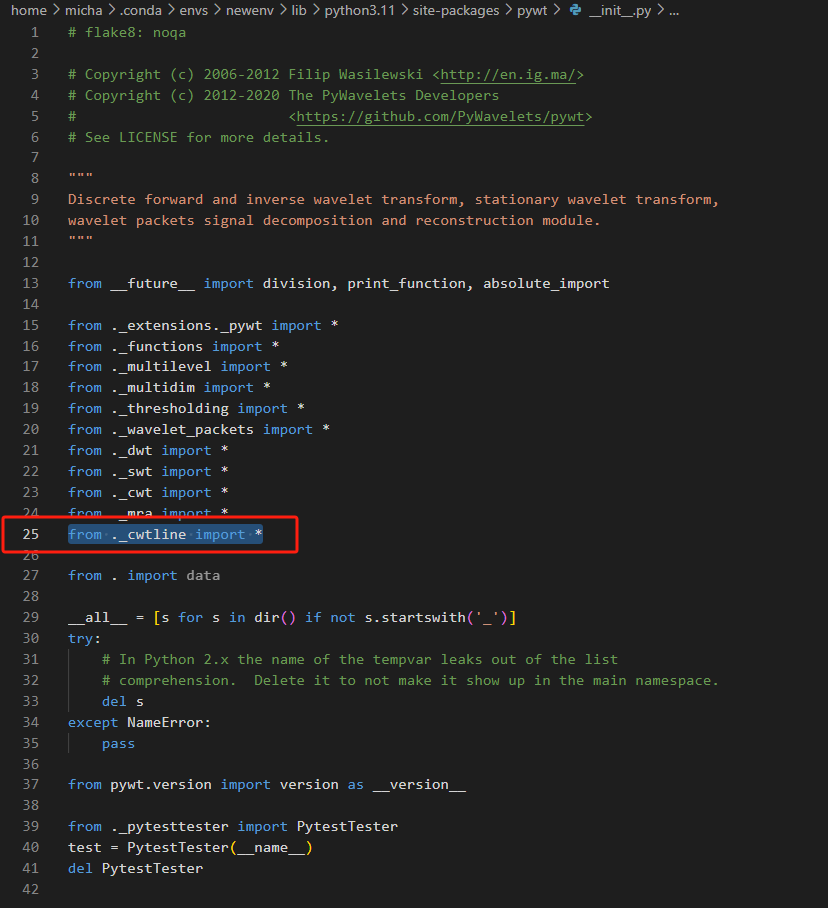 home > micha > .conda > envs > newenv > lib > python3.11 > site-packages > pywt > __init__.py > ...
1 # flake8: noqa
2
3 # Copyright (c) 2006-2012 Filip Wasilewski <http://en.ig.ma/>
4 # Copyright (c) 2012-2020 The PyWavelets Developers
5 #                         <https://github.com/PyWavelets/pywt>
6 # See LICENSE for more details.
7
8 """
9 Discrete forward and inverse wavelet transform, stationary wavelet transform,
10 wavelet packets signal decomposition and reconstruction module.
11 """
12
13 from __future__ import division, print_function, absolute_import
14
15 from ._extensions._pywt import *
16 from ._functions import *
17 from ._multilevel import *
18 from ._multidim import *
19 from ._thresholding import *
20 from ._wavelet_packets import *
21 from ._dwt import *
22 from ._swt import *
23 from ._cwt import *
24 from ._mra import *
25 from ._cwtline import *
26
27 from . import data
28
29 __all__ = [s for s in dir() if not s.startswith('_')]
30 try:
31     # In Python 2.x the name of the tempvar leaks out of the list
32     # comprehension.  Delete it to not make it show up in the main namespace.
33     del s
34 except NameError:
35     pass
36
37 from pywt.version import version as __version__
38
39 from ._pytesttester import PytestTester
40 test = PytestTester(__name__)
41 del PytestTester
42